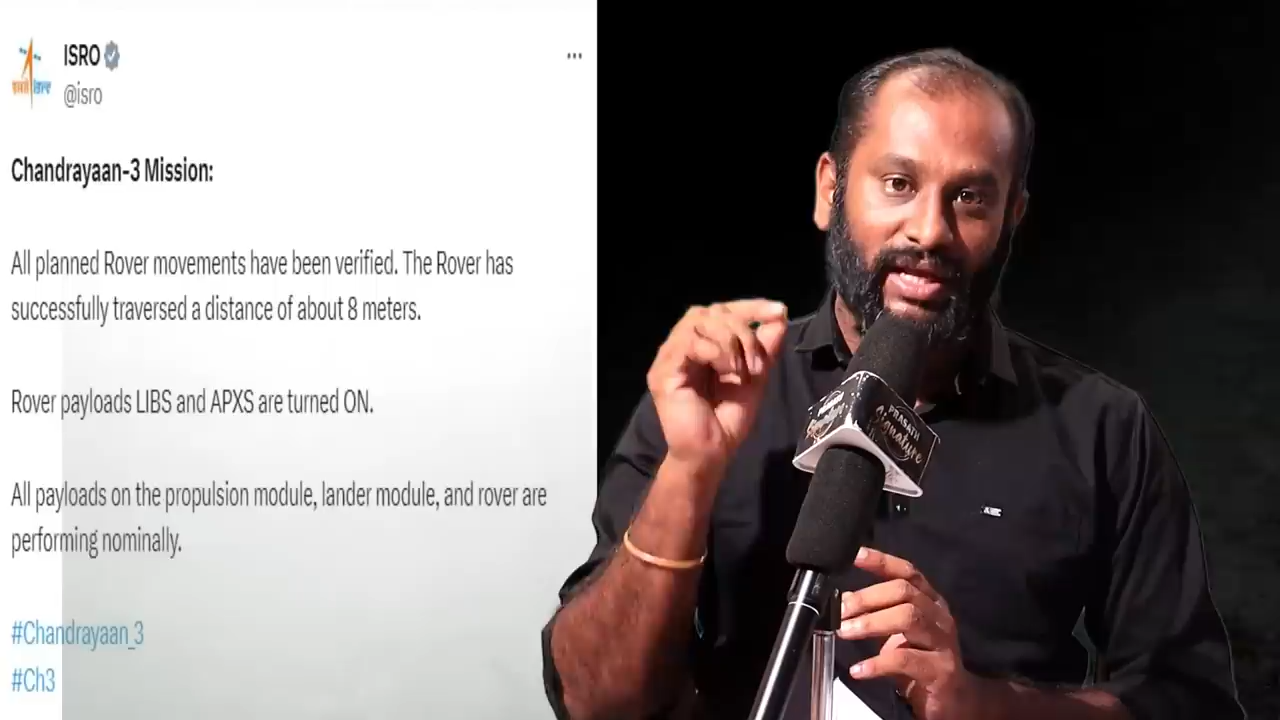 ISRO
@isro
Chandrayaan-3 Mission:
All planned Rover movements have been verified. The Rover has
successfully traversed a distance of about 8 meters.
Rover payloads LIBS and APXS are turned ON.
All payloads on the propulsion module, lander module, and rover are
performing nominally.
#Chandrayaan_3
#Ch3
PRASATH
Signature